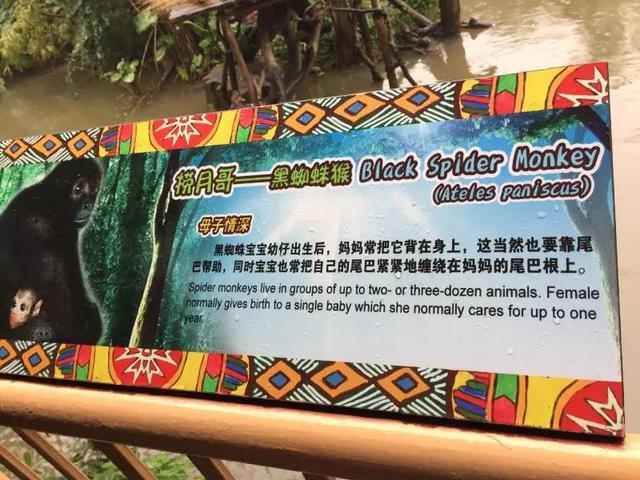 捞月哥——黑蜘蛛猴 Black Spider Monkey
(Ateles paniscus)
母子情深
黑蜘蛛宝宝幼仔出生后，妈妈常把它背在身上，这当然也要靠尾
巴帮助，同时宝宝也常把自己的尾巴紧紧地缠绕在妈妈的尾巴根上。
Spider monkeys live in groups of up to two- or three-dozen animals. Female
normally gives birth to a single baby which she normally cares for up to one
year.